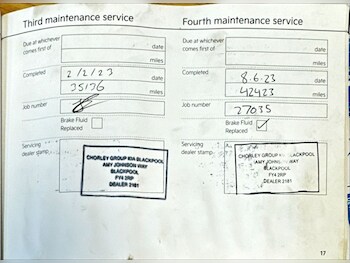 Third maintenance service
Due at whichever
comes first of
date
miles
Completed
2/2/23
date
35136
miles
Job number
Brake Fluid
Replaced
Servicing
dealer stamp
CHORLEY GROUP KIA BLACKPOOL
AMY JOHNSON WAY
BLACKPOOL
FY4 2RP
DEALER 2181
Fourth maintenance service
Due at whichever
comes first of
date
miles
Completed
8.6.23
date
42423
miles
Job number
27035
Brake Fluid
Replaced
Servicing
dealer stamp
CHORLEY GROUP KIA BLACKPOOL
AMY JOHNSON WAY
BLACKPOOL
FY4 2RP
DEALER 2181
17